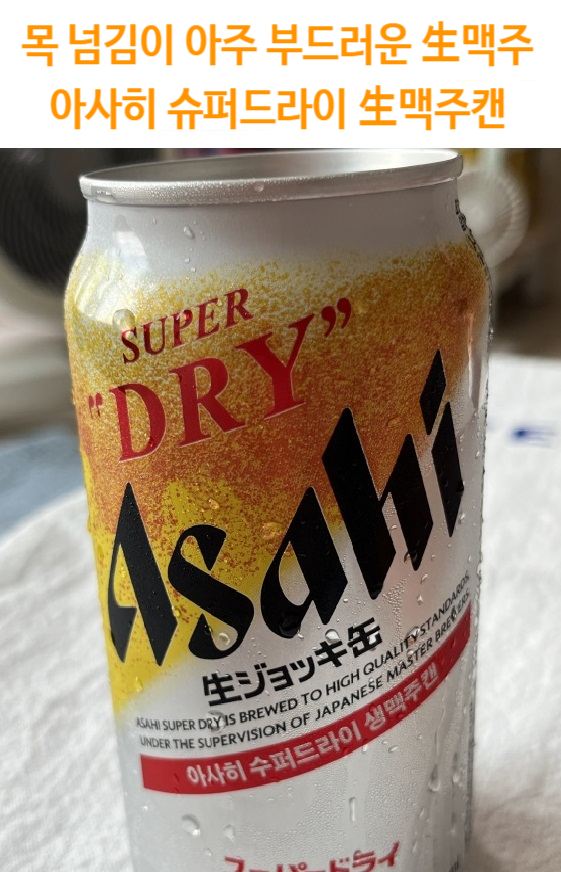 목 넘김이 아주 부드러운 生맥주
아사히 슈퍼드라이 生맥주캔
SUPER
"DRY"
Asahi
生ジョッキ缶
ASAHI SUPER DRY IS BREWED TO HIGH QUALITY STANDARDS,
UNDER THE SUPERVISION OF JAPANESE MASTER BREWERS.
아사히 수퍼드라이 생맥주캔
スーパードライ